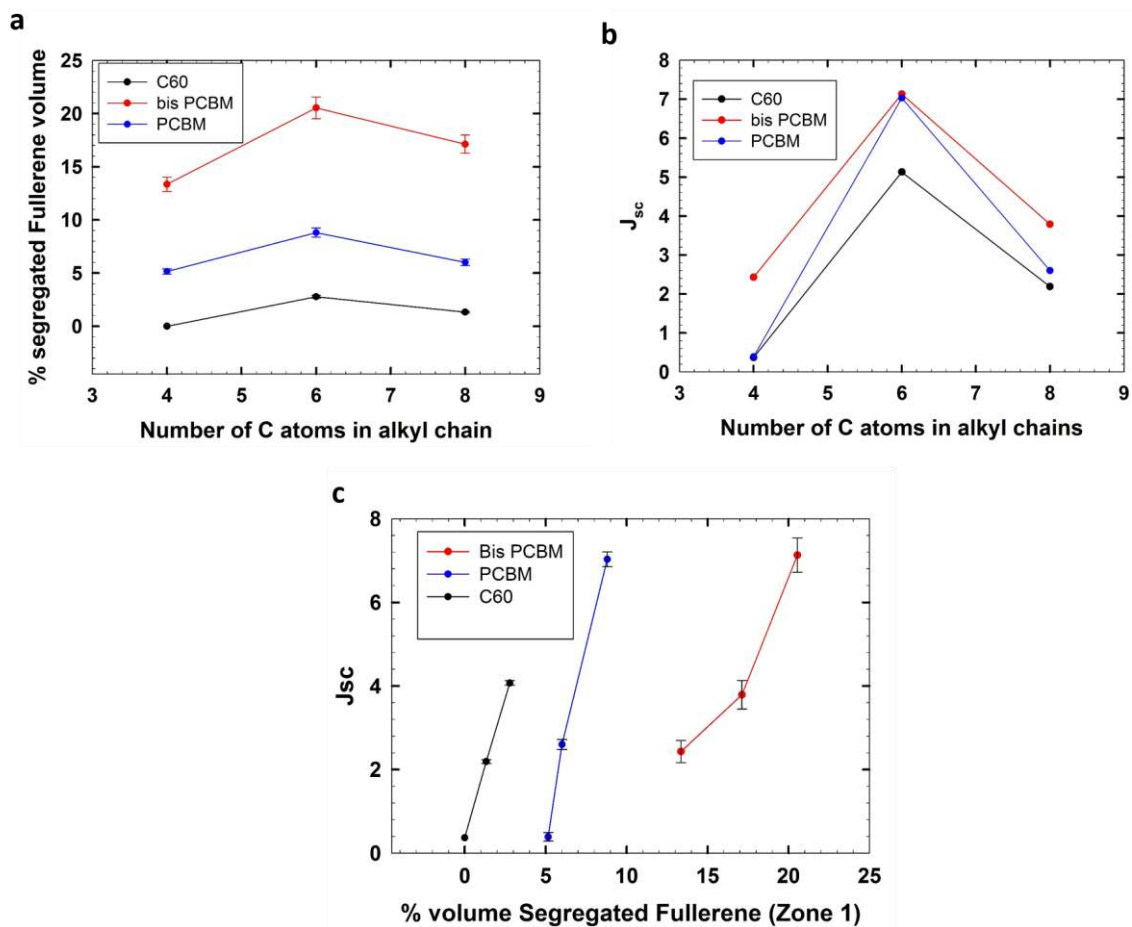 a
% segregated Fullerene volume
25
20
15
10
5
0
C60
bis PCBM
PCBM
3 4 5 6 7 8 9
Number of C atoms in alkyl chain
b
Jsc
8
7
6
5
4
3
2
1
0
C60
bis PCBM
PCBM
3 4 5 6 7 8 9
Number of C atoms in alkyl chains
c
Jsc
8
6
4
2
0
Bis PCBM
PCBM
C60
0 5 10 15 20 25
% volume Segregated Fullerene (Zone 1)